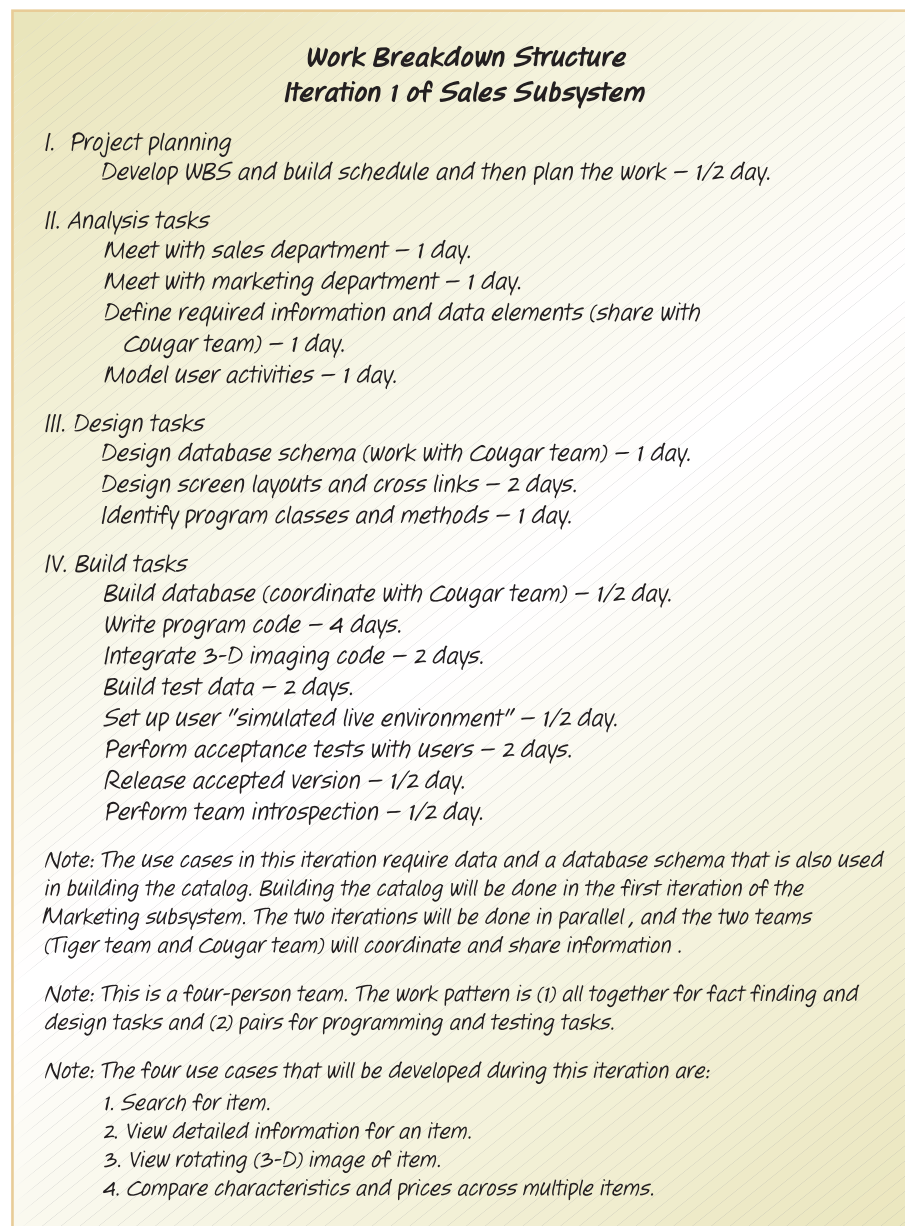 Work Breakdown Structure
Iteration 1 of Sales Subsystem
I. Project planning
Develop WBS and build schedule and then plan the work – 1/2 day.
II. Analysis tasks
Meet with sales department – 1 day.
Meet with marketing department – 1 day.
Define required information and data elements (share with
Cougar team) – 1 day.
Model user activities – 1 day.
III. Design tasks
Design database schema (work with Cougar team) – 1 day.
Design screen layouts and cross links – 2 days.
Identify program classes and methods – 1 day.
IV. Build tasks
Build database (coordinate with Cougar team) – 1/2 day.
Write program code – 4 days.
Integrate 3-D imaging code – 2 days.
Build test data – 2 days.
Set up user "simulated live environment" – 1/2 day.
Perform acceptance tests with users – 2 days.
Release accepted version – 1/2 day.
Perform team introspection – 1/2 day.
Note: The use cases in this iteration require data and a database schema that is also used
in building the catalog. Building the catalog will be done in the first iteration of the
Marketing subsystem. The two iterations will be done in parallel , and the two teams
(Tiger team and Cougar team) will coordinate and share information .
Note: This is a four-person team. The work pattern is (1) all together for fact finding and
design tasks and (2) pairs for programming and testing tasks.
Note: The four use cases that will be developed during this iteration are:
1. Search for item.
2. View detailed information for an item.
3. View rotating (3-D) image of item.
4. Compare characteristics and prices across multiple items.